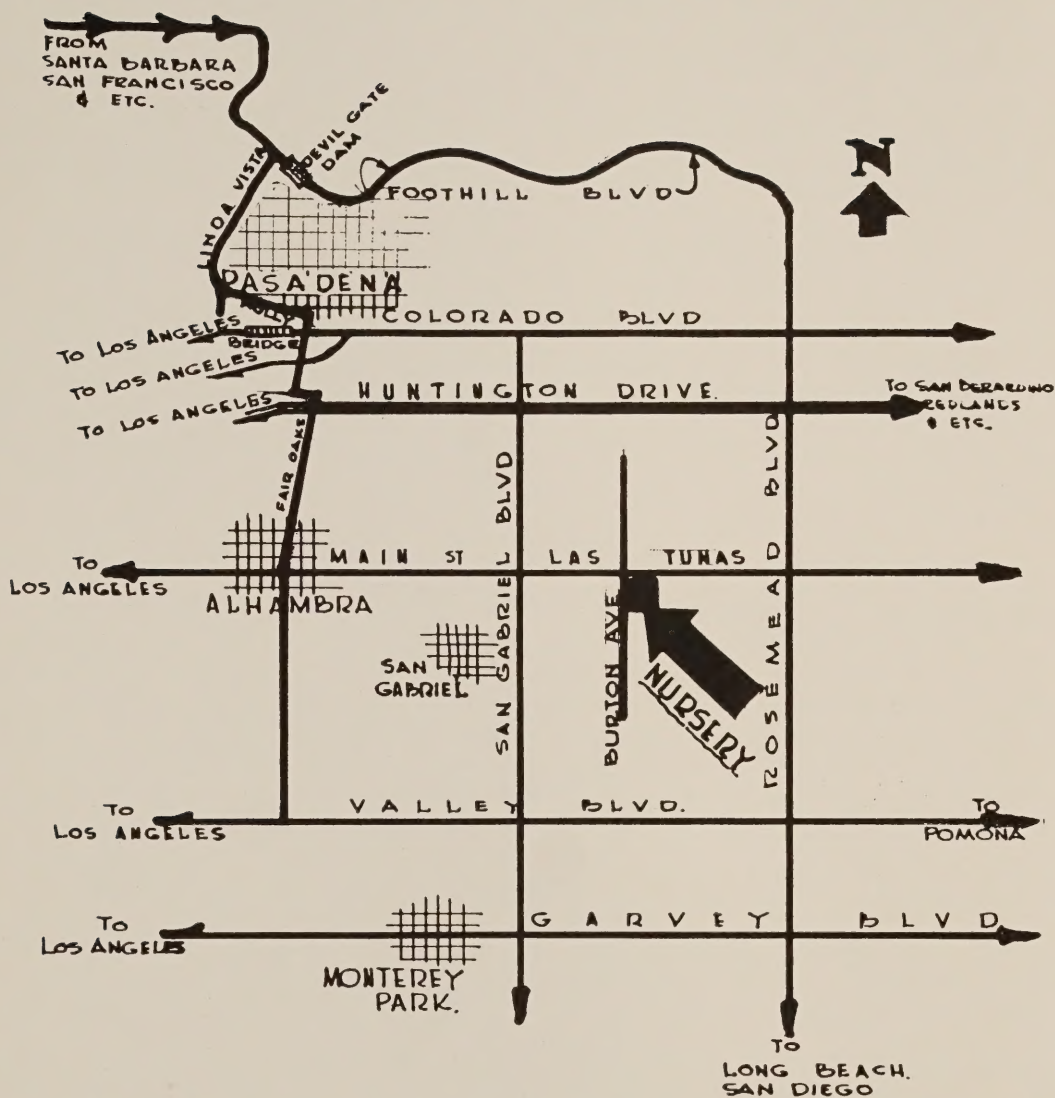 FROM
SANTA BARBARA
SAN FRANCISCO
& ETC.
DEVIL GATE
DAM
N
LINDA VISTA
FOOTHILL BLVD
PASADENA
HOLLY
COLORADO BLVD
BRIDGE
TO LOS ANGELES
TO LOS ANGELES
TO LOS ANGELES
HUNTINGTON DRIVE.
TO SAN BERARDINO
REDLANDS
& ETC.
FAIR OAKS
SAN GABRIEL BLVD
ROSEMEAD BLVD
MAIN ST LAS TUNAS
TO
LOS ANGELES
ALHAMBRA
BURTON AVE
SAN
GABRIEL
NURSERY
VALLEY BLVD.
TO
LOS ANGELES
TO
POMONA
GARVEY BLVD
TO
LOS ANGELES
MONTEREY
PARK.
TO
LONG BEACH.
SAN DIEGO